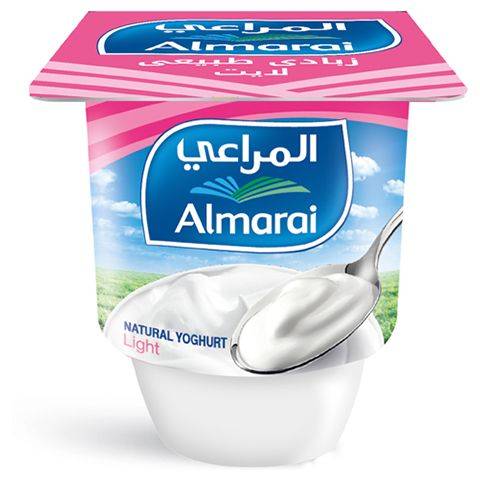 المراعي
Almarai
زبادي طبيعي
لايت
المراعي
Almarai
NATURAL YOGHURT
Light